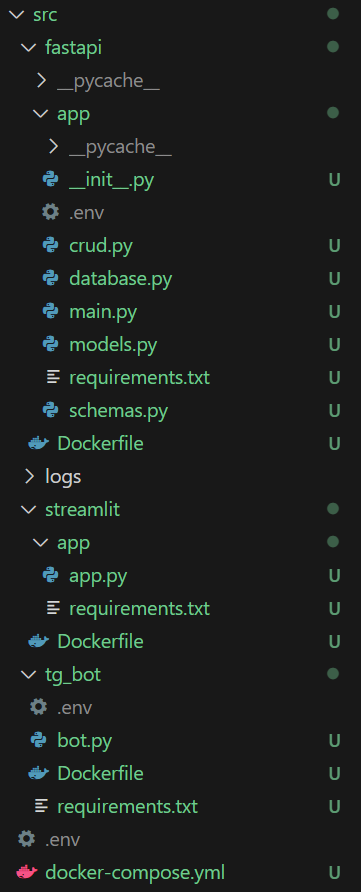 src
fastapi
__pycache__
app
__pycache__
__init__.py U
.env
crud.py U
database.py U
main.py U
models.py U
requirements.txt U
schemas.py U
Dockerfile U
logs
streamlit
app
app.py U
requirements.txt U
Dockerfile U
tg_bot
.env
bot.py U
Dockerfile U
requirements.txt U
.env
docker-compose.yml U